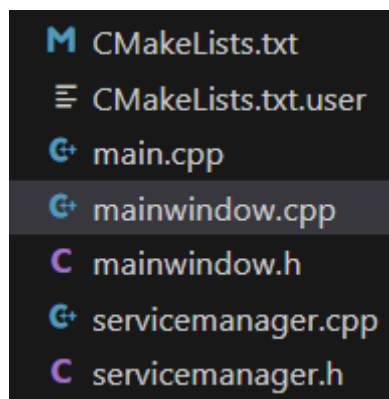 CMakeLists.txt
CMakeLists.txt.user
main.cpp
mainwindow.cpp
mainwindow.h
servicemanager.cpp
servicemanager.h